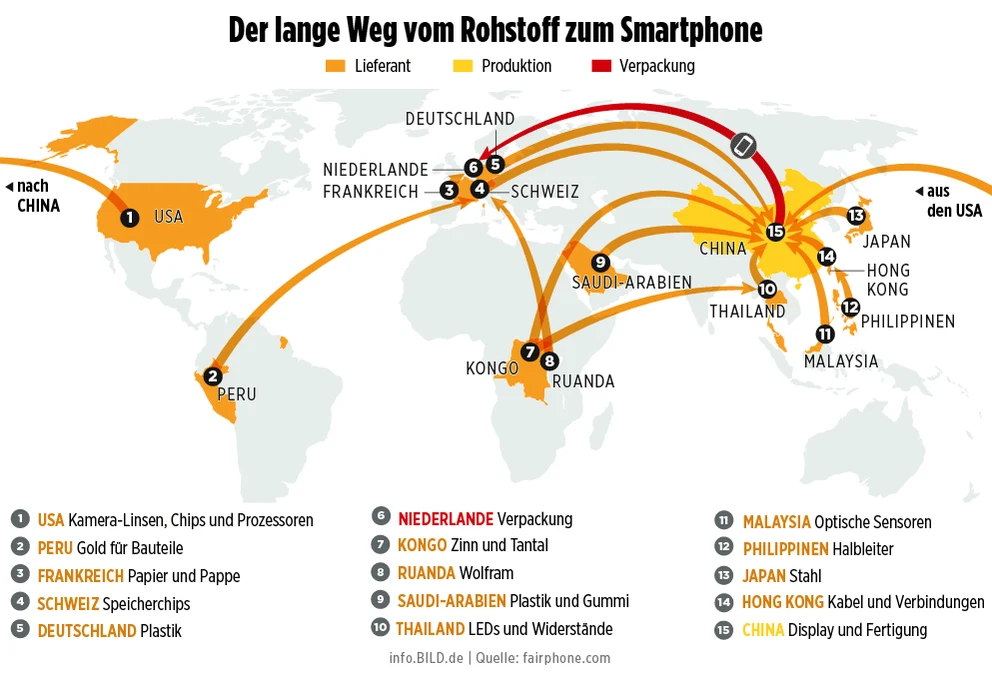 Der lange Weg vom Rohstoff zum Smartphone
Lieferant Produktion Verpackung
DEUTSCHLAND
NIEDERLANDE 6 5
FRANKREICH 3 4 SCHWEIZ
nach
CHINA
aus
den USA
1 USA
15
13
JAPAN
CHINA
14
HONG
KONG
9
SAUDI-ARABIEN
10
THAILAND
12
PHILIPPINEN
11
MALAYSIA
KONGO 7
8
RUANDA
2
PERU
1 USA Kamera-Linsen, Chips und Prozessoren
2 PERU Gold für Bauteile
3 FRANKREICH Papier und Pappe
4 SCHWEIZ Speicherchips
5 DEUTSCHLAND Plastik
6 NIEDERLANDE Verpackung
7 KONGO Zinn und Tantal
8 RUANDA Wolfram
9 SAUDI-ARABIEN Plastik und Gummi
10 THAILAND LEDs und Widerstände
11 MALAYSIA Optische Sensoren
12 PHILIPPINEN Halbleiter
13 JAPAN Stahl
14 HONG KONG Kabel und Verbindungen
15 CHINA Display und Fertigung
info.BILD.de | Quelle: fairphone.com